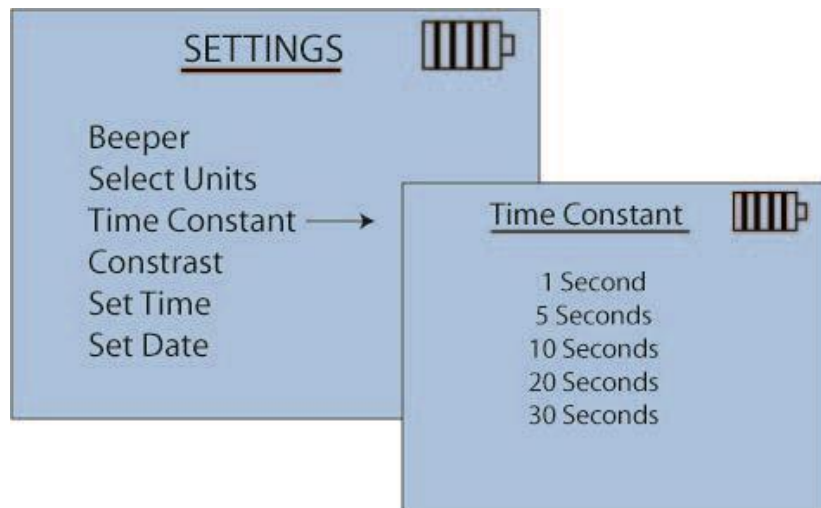 SETTINGS
Beeper
Select Units
Time Constant
Constrast
Set Time
Set Date
Time Constant
1 Second
5 Seconds
10 Seconds
20 Seconds
30 Seconds